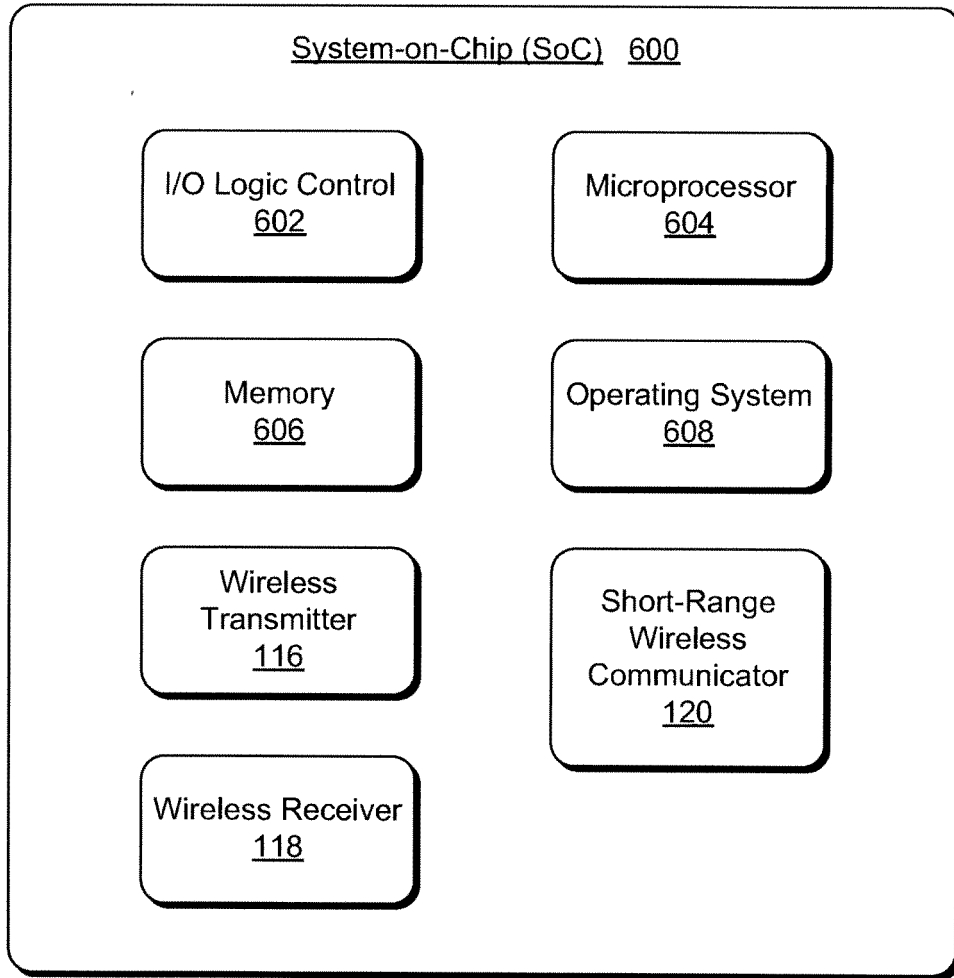 System-on-Chip (SoC) 600
I/O Logic Control
602
Microprocessor
604
Memory
606
Operating System
608
Wireless
Transmitter
116
Short-Range
Wireless
Communicator
120
Wireless Receiver
118